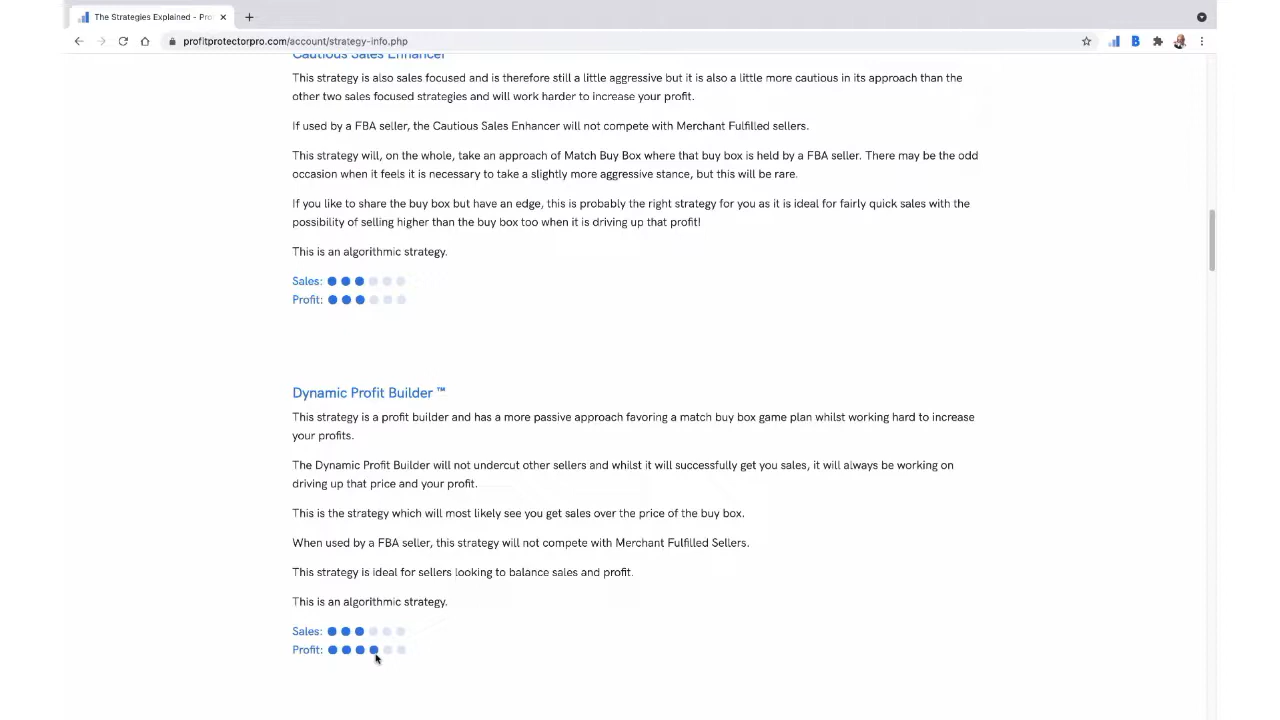 The Strategies Explained - Pro
profitprotectorpro.com/account/strategy-info.php
B
Cautious Sales Enhancer
This strategy is also sales focused and is therefore still a little aggressive but it is also a little more cautious in its approach than the
other two sales focused strategies and will work harder to increase your profit.
If used by a FBA seller, the Cautious Sales Enhancer will not compete with Merchant Fulfilled sellers.
This strategy will, on the whole, take an approach of Match Buy Box where that buy box is held by a FBA seller. There may be the odd
occasion when it feels it is necessary to take a slightly more aggressive stance, but this will be rare.
If you like to share the buy box but have an edge, this is probably the right strategy for you as it is ideal for fairly quick sales with the
possibility of selling higher than the buy box too when it is driving up that profit!
This is an algorithmic strategy.
Sales:
Profit:
Dynamic Profit Builder ™
This strategy is a profit builder and has a more passive approach favoring a match buy box game plan whilst working hard to increase
your profits.
The Dynamic Profit Builder will not undercut other sellers and whilst it will successfully get you sales, it will always be working on
driving up that price and your profit.
This is the strategy which will most likely see you get sales over the price of the buy box.
When used by a FBA seller, this strategy will not compete with Merchant Fulfilled Sellers.
This strategy is ideal for sellers looking to balance sales and profit.
This is an algorithmic strategy.
Sales:
Profit: